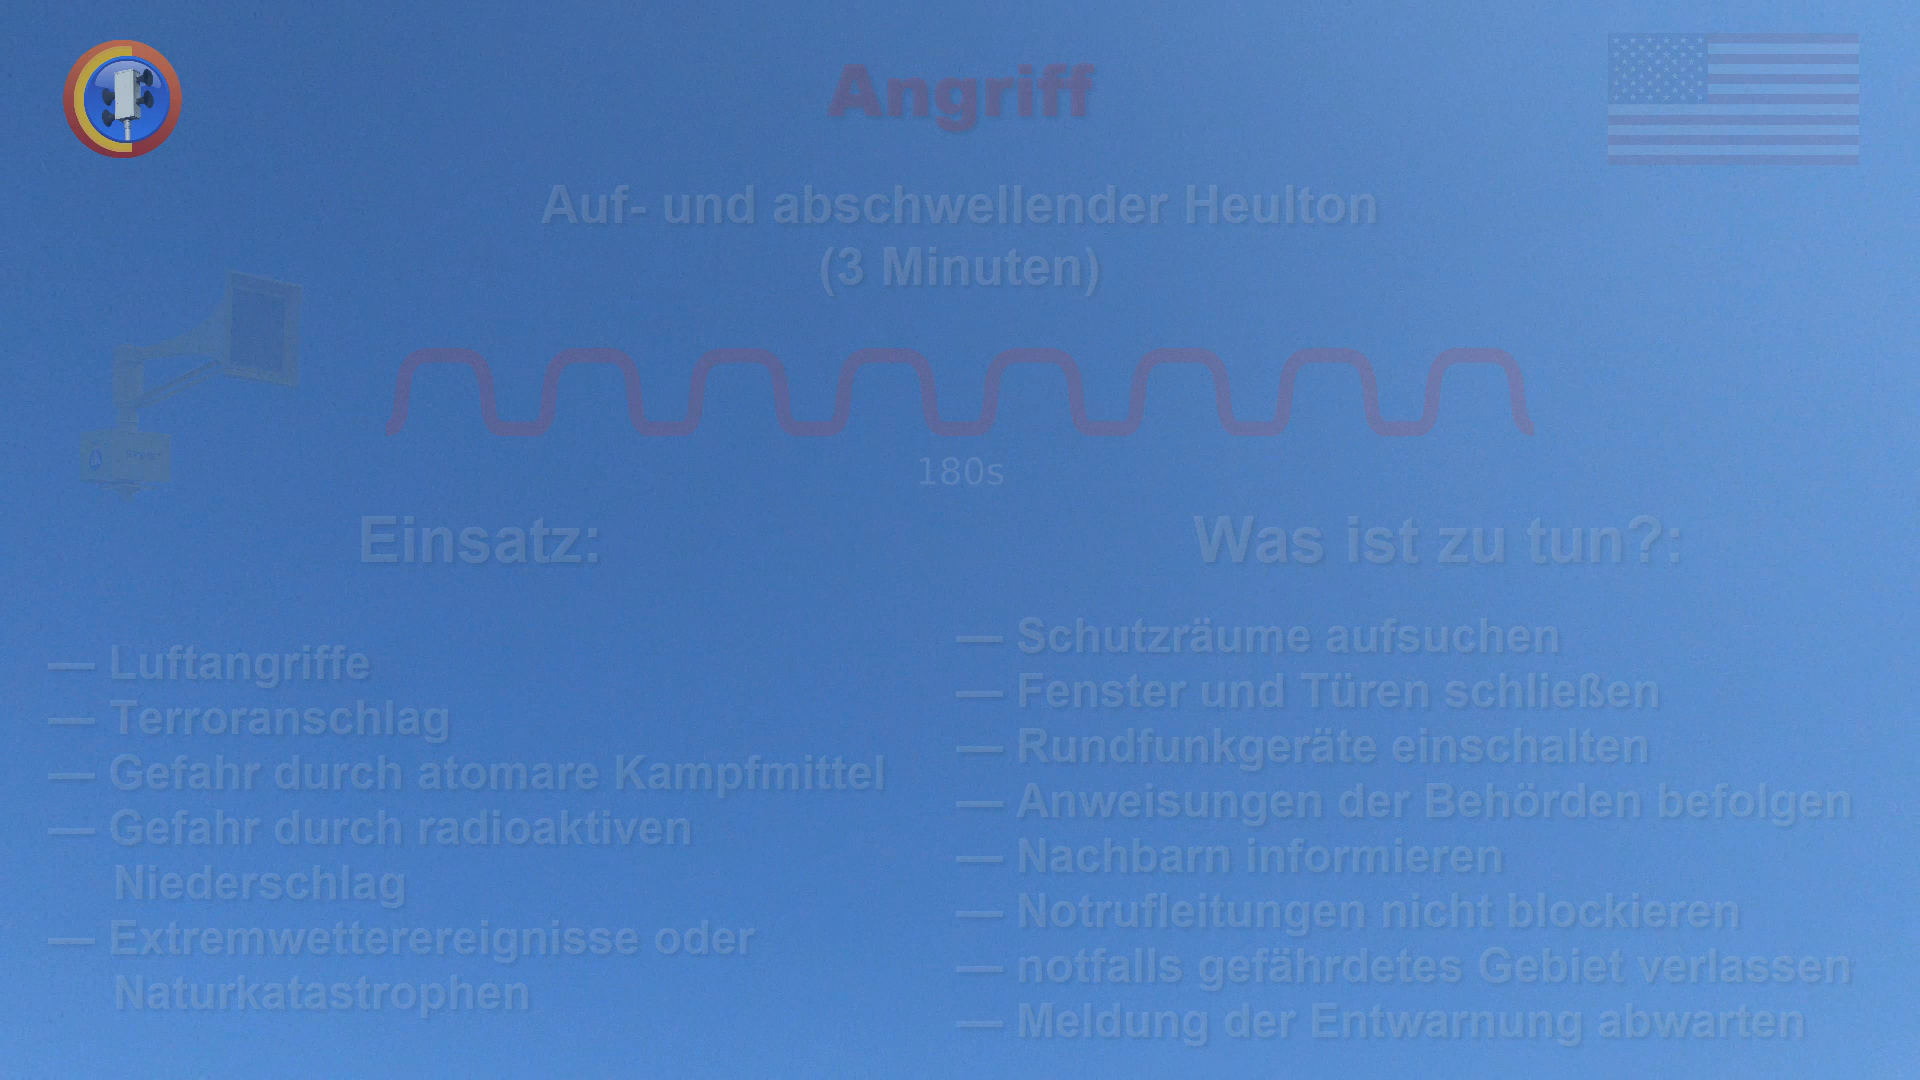 Angriff
Auf- und abschwellender Heulton
(3 Minuten)
180s
Einsatz:
— Luftangriffe
— Terroranschlag
— Gefahr durch atomare Kampfmittel
— Gefahr durch radioaktiven
Niederschlag
— Extremwetterereignisse oder
Naturkatastrophen
Was ist zu tun?:
— Schutzräume aufsuchen
— Fenster und Türen schließen
— Rundfunkgeräte einschalten
— Anweisungen der Behörden befolgen
— Nachbarn informieren
— Notrufleitungen nicht blockieren
— notfalls gefährdetes Gebiet verlassen
— Meldung der Entwarnung abwarten